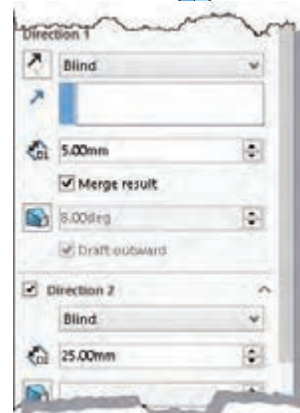 Direction 1
Blind
5.00mm
Merge result
8.00deg
Draft outward
Direction 2
Blind
25.00mm